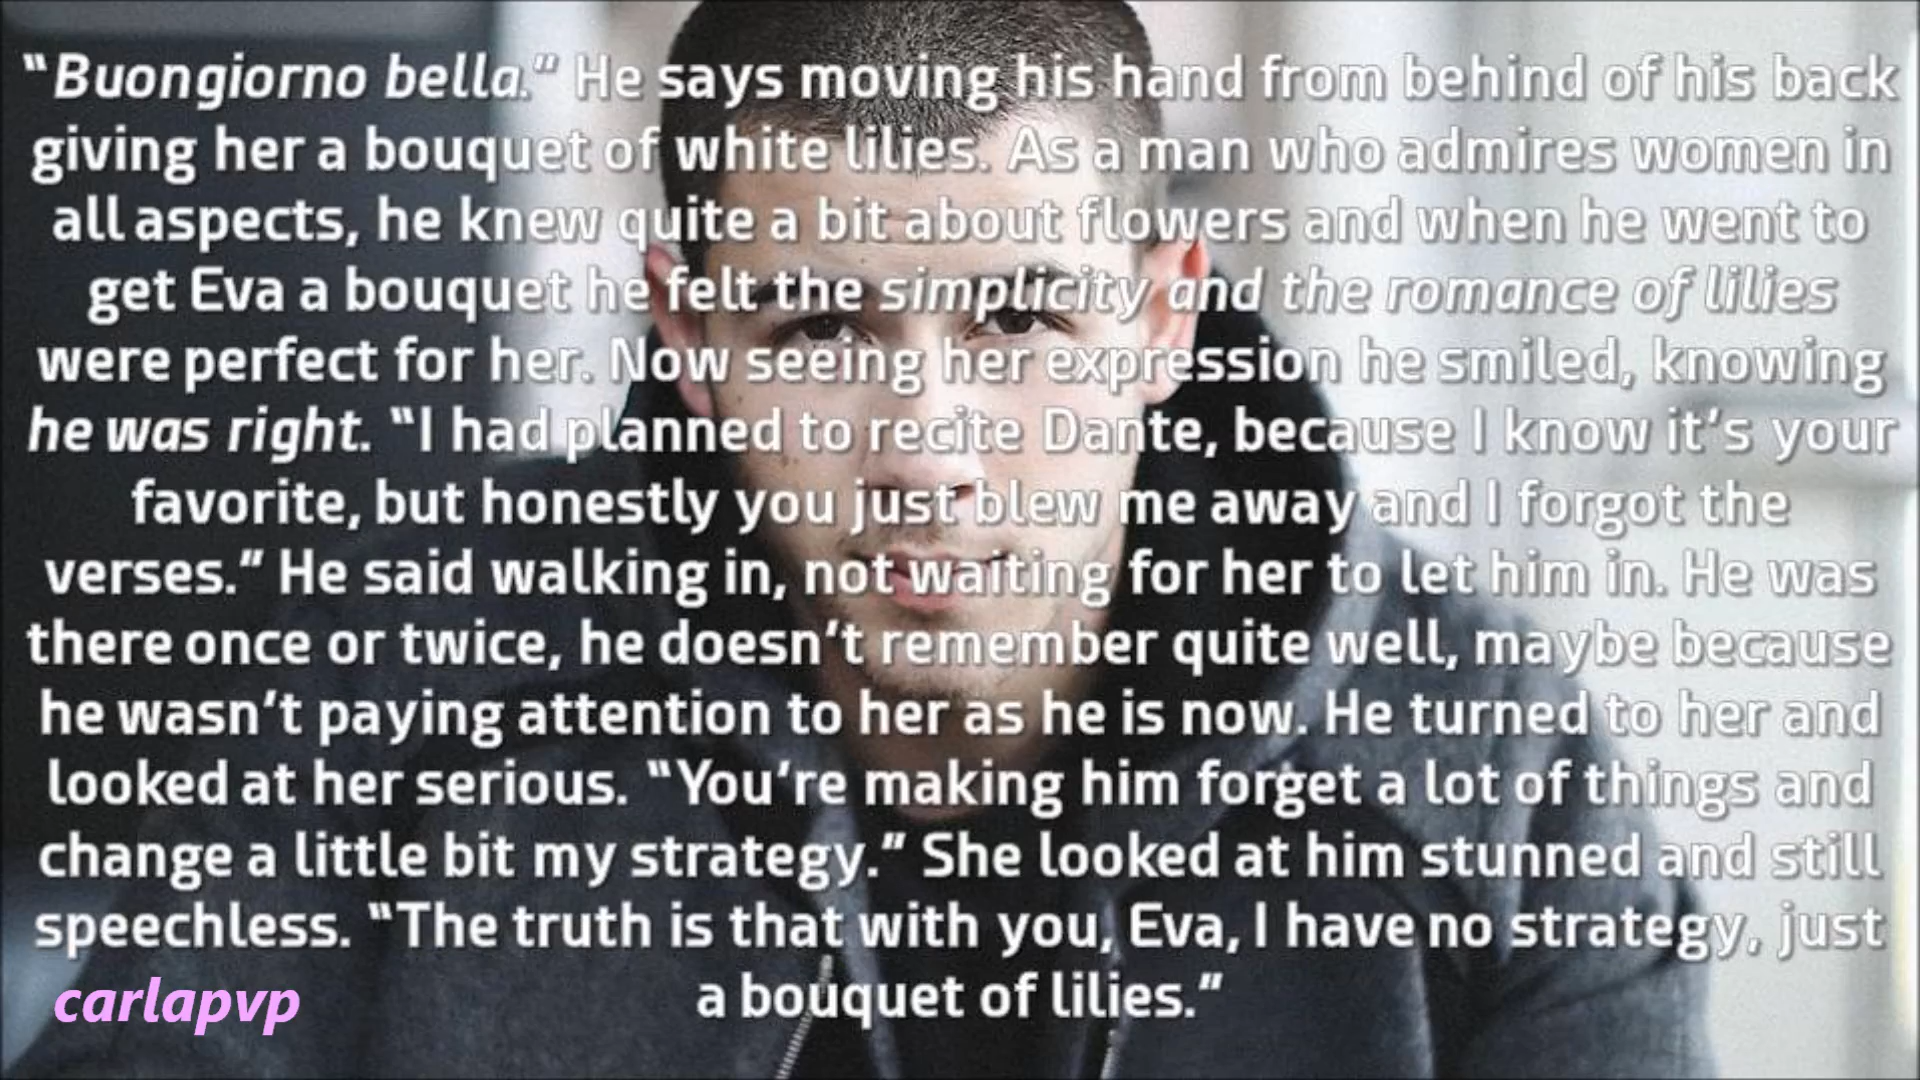 "Buongiorno bella." He says moving his hand from behind of his back
giving her a bouquet of white lilies. As a man who admires women in
all aspects, he knew quite a bit about flowers and when he went to
get Eva a bouquet he felt the simplicity and the romance of lilies
were perfect for her. Now seeing her expression he smiled, knowing
he was right. "I had planned to recite Dante, because I know it's your
favorite, but honestly you just blew me away and I forgot the
verses." He said walking in, not waiting for her to let him in. He was
there once or twice, he doesn't remember quite well, maybe because
he wasn't paying attention to her as he is now. He turned to her and
looked at her serious. "You're making him forget a lot of things and
change a little bit my strategy." She looked at him stunned and still
speechless. "The truth is that with you, Eva, I have no strategy, just
a bouquet of lilies."
carlapvp